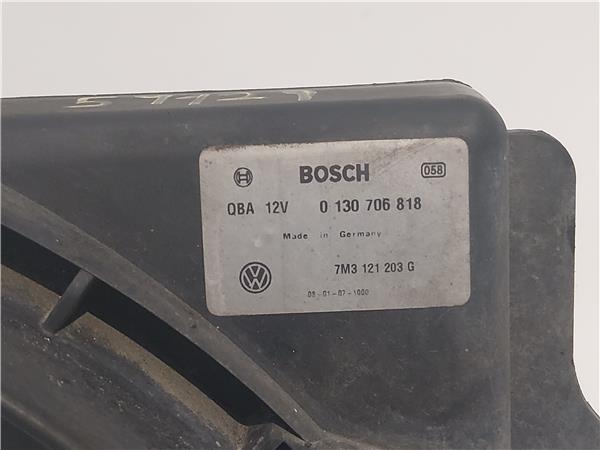 BOSCH
058
QBA 12V 0 130 706 818
Made in Germany
7M3 121 203 G